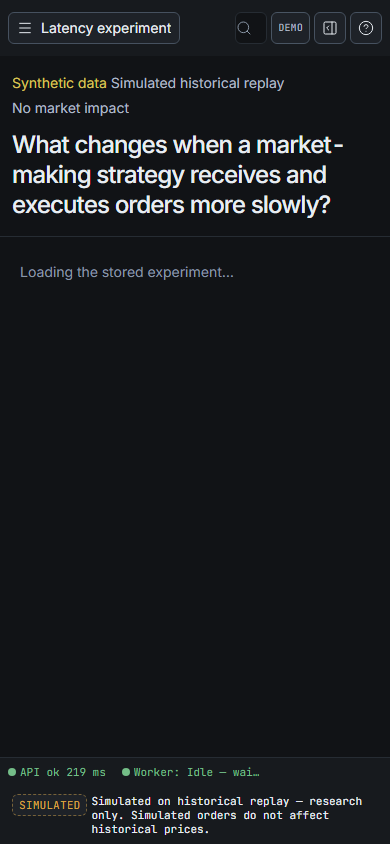 Latency experiment
DEMO
Synthetic data Simulated historical replay
No market impact
What changes when a market-
making strategy receives and
executes orders more slowly?
Loading the stored experiment...
API ok 219 ms
Worker: Idle — wai…
SIMULATED
Simulated on historical replay — research
only. Simulated orders do not affect
historical prices.